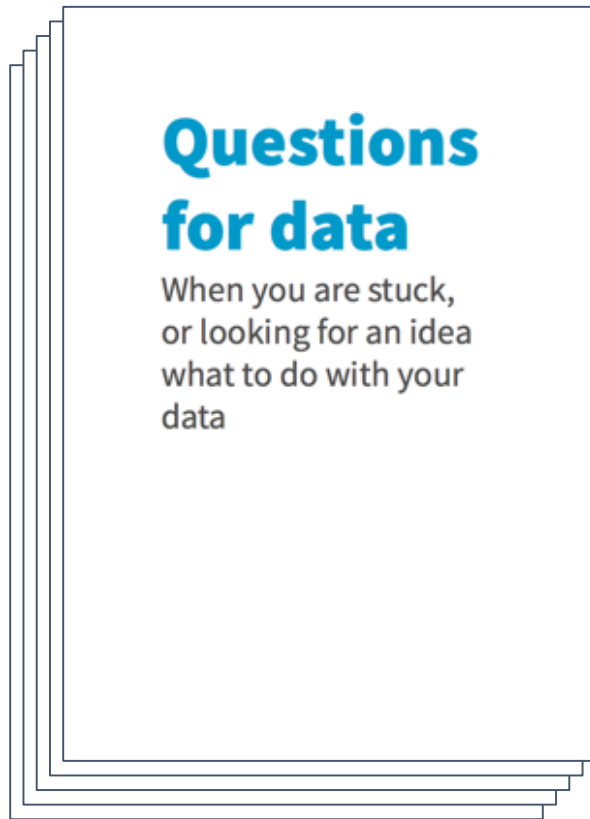 Questions
for data
When you are stuck,
or looking for an idea
what to do with your
data